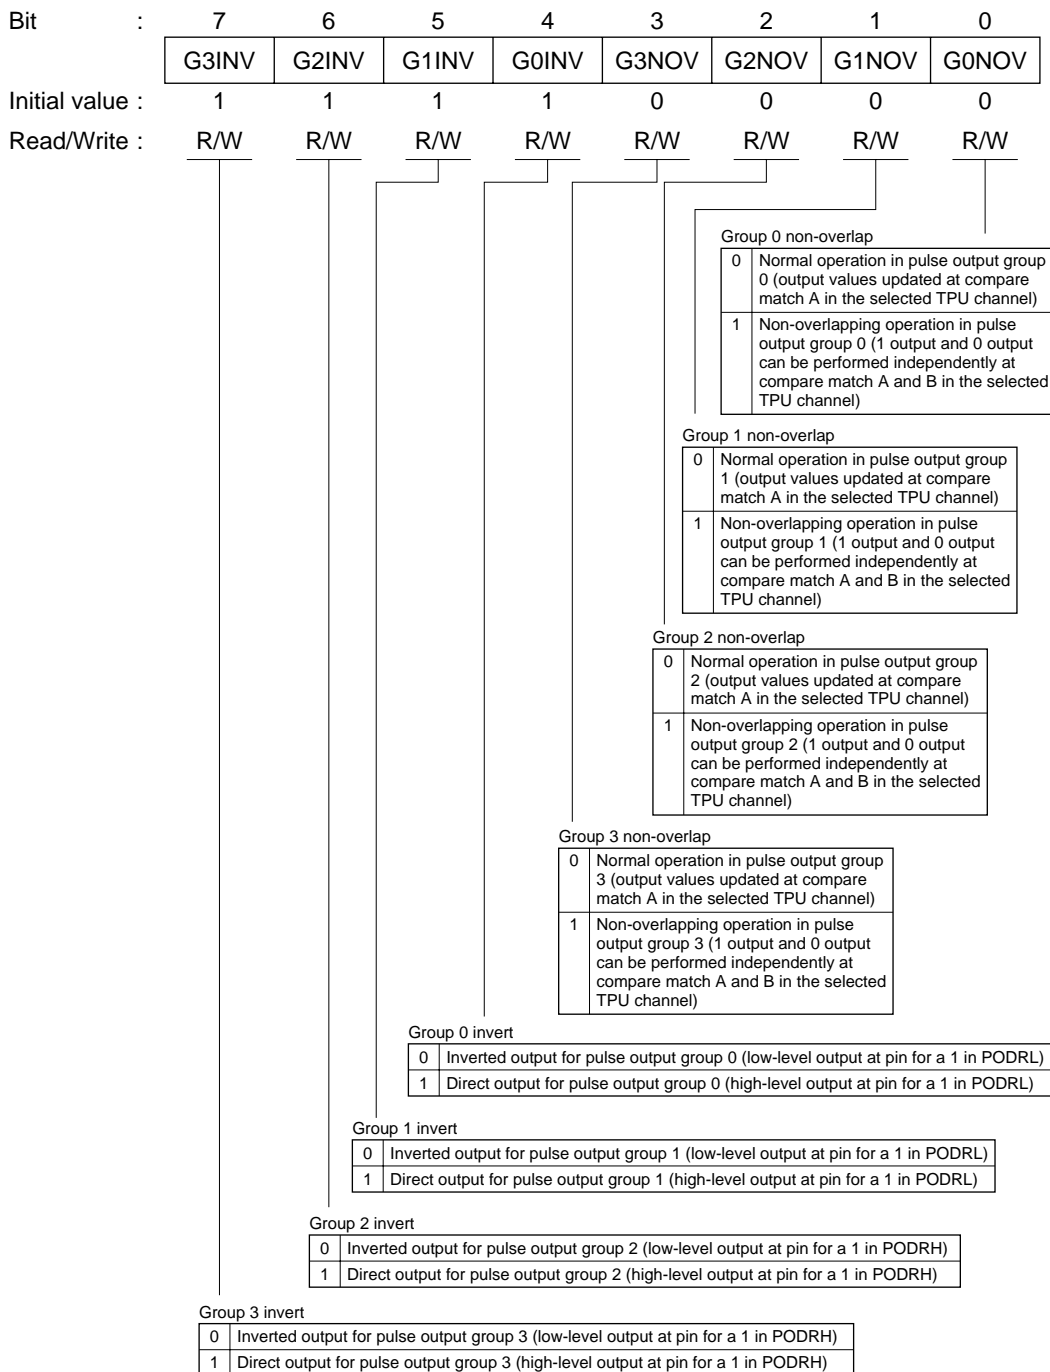 Bit : 7 6 5 4 3 2 1 0
G3INV G2INV G1INV G0INV G3NOV G2NOV G1NOV G0NOV
Initial value : 1 1 1 1 0 0 0 0
Read/Write : R/W R/W R/W R/W R/W R/W R/W R/W
Group 0 non-overlap
0 Normal operation in pulse output group
0 (output values updated at compare
match A in the selected TPU channel)
1 Non-overlapping operation in pulse
output group 0 (1 output and 0 output
can be performed independently at
compare match A and B in the selected
TPU channel)
Group 1 non-overlap
0 Normal operation in pulse output group
1 (output values updated at compare
match A in the selected TPU channel)
1 Non-overlapping operation in pulse
output group 1 (1 output and 0 output
can be performed independently at
compare match A and B in the selected
TPU channel)
Group 2 non-overlap
0 Normal operation in pulse output group
2 (output values updated at compare
match A in the selected TPU channel)
1 Non-overlapping operation in pulse
output group 2 (1 output and 0 output
can be performed independently at
compare match A and B in the selected
TPU channel)
Group 3 non-overlap
0 Normal operation in pulse output group
3 (output values updated at compare
match A in the selected TPU channel)
1 Non-overlapping operation in pulse
output group 3 (1 output and 0 output
can be performed independently at
compare match A and B in the selected
TPU channel)
Group 0 invert
0 Inverted output for pulse output group 0 (low-level output at pin for a 1 in PODRL)
1 Direct output for pulse output group 0 (high-level output at pin for a 1 in PODRL)
Group 1 invert
0 Inverted output for pulse output group 1 (low-level output at pin for a 1 in PODRL)
1 Direct output for pulse output group 1 (high-level output at pin for a 1 in PODRL)
Group 2 invert
0 Inverted output for pulse output group 2 (low-level output at pin for a 1 in PODRH)
1 Direct output for pulse output group 2 (high-level output at pin for a 1 in PODRH)
Group 3 invert
0 Inverted output for pulse output group 3 (low-level output at pin for a 1 in PODRH)
1 Direct output for pulse output group 3 (high-level output at pin for a 1 in PODRH)